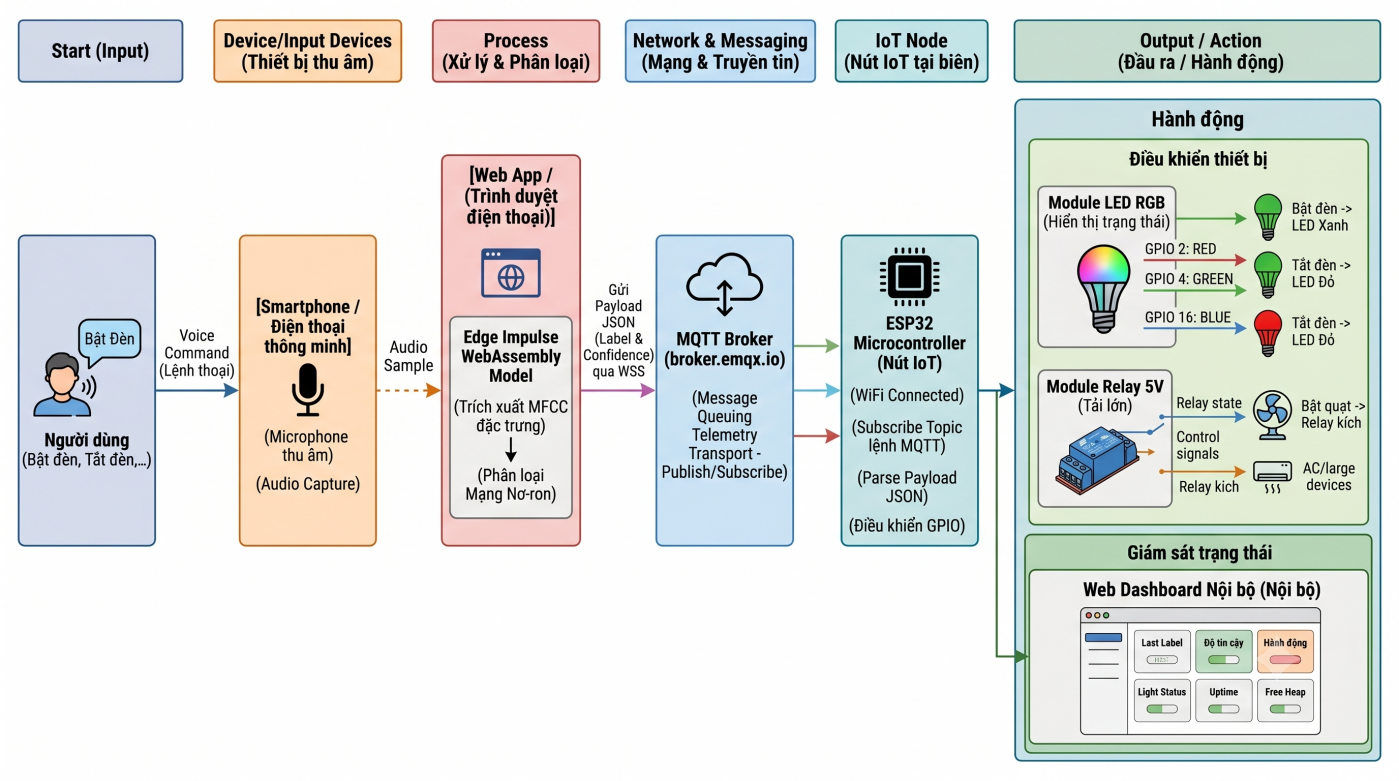 Start (Input)
Device/Input Devices
(Thiết bị thu âm)
Process
(Xử lý & Phân loại)
Network & Messaging
(Mạng & Truyền tin)
IoT Node
(Nút IoT tại biên)
Output / Action
(Đầu ra / Hành động)
Bật Đèn
Người dùng
(Bật đèn, Tắt đèn,...)
Voice
Command
(Lệnh thoại)
[Smartphone /
Điện thoại
thông minh]
(Microphone
thu âm)
(Audio Capture)
Audio
Sample
[Web App /
(Trình duyệt
điện thoại)]
Edge Impulse
WebAssembly
Model
(Trích xuất MFCC
đặc trưng)
(Phân loại
Mạng Nơ-ron)
Gửi
Payload
JSON
(Label &
Confidence)
qua WSS
MQTT Broker
(broker.emqx.io)
(Message
Queuing
Telemetry
Transport -
Publish/Subscribe)
ESP32
Microcontroller
(Nút IoT)
(WiFi Connected)
(Subscribe Topic
lệnh MQTT)
(Parse Payload
JSON)
(Điều khiển GPIO)
Hành động
Điều khiển thiết bị
Module LED RGB
(Hiển thị trạng thái)
GPIO 2: RED
GPIO 4: GREEN
GPIO 16: BLUE
Bật đèn ->
LED Xanh
Tắt đèn ->
LED Đỏ
Tắt đèn ->
LED Đỏ
Module Relay 5V
(Tải lớn)
Relay state
Control
signals
Relay kich
Bật quạt ->
Relay kích
AC/large
devices
Giám sát trạng thái
Web Dashboard Nội bộ (Nội bộ)
Last Label
Độ tin cậy
Hành động
Light Status
Uptime
Free Heap